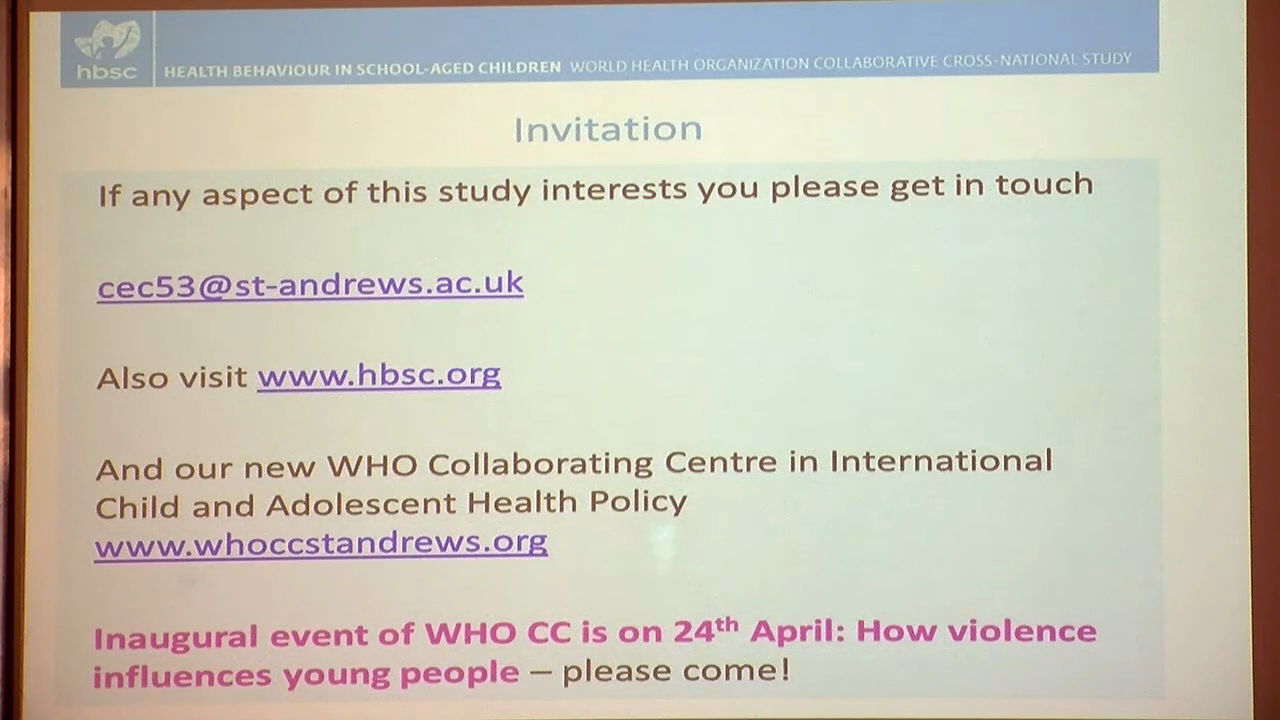 hbsc
HEALTH BEHAVIOUR IN SCHOOL-AGED CHILDREN WORLD HEALTH ORGANIZATION COLLABORATIVE CROSS-NATIONAL STUDY
Invitation
If any aspect of this study interests you please get in touch
cec53@st-andrews.ac.uk
Also visit www.hbsc.org
And our new WHO Collaborating Centre in International
Child and Adolescent Health Policy
www.whoccstandrews.org
Inaugural event of WHO CC is on 24th April: How violence
influences young people – please come!